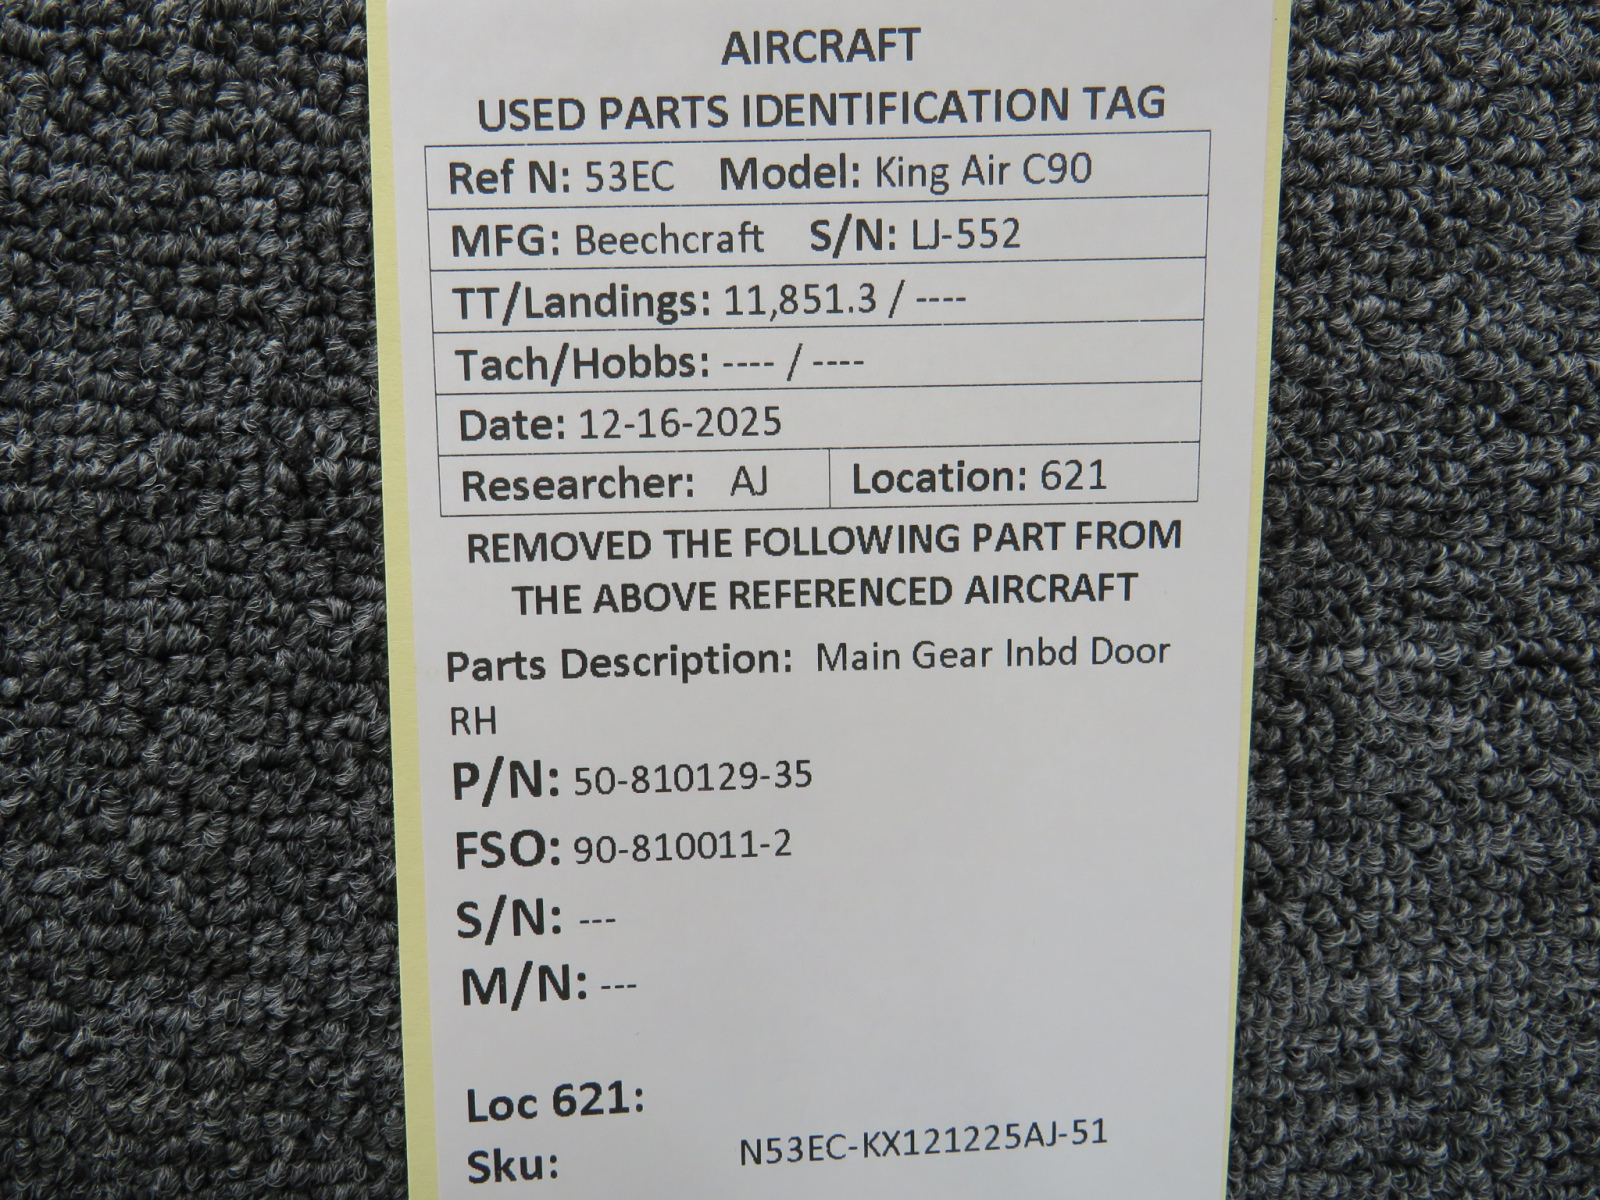 AIRCRAFT
USED PARTS IDENTIFICATION TAG
Ref N: 53EC Model: King Air C90
MFG: Beechcraft S/N: LJ-552
TT/Landings: 11,851.3 / ----
Tach/Hobbs: ---- / ----
Date: 12-16-2025
Researcher: AJ Location: 621
REMOVED THE FOLLOWING PART FROM
THE ABOVE REFERENCED AIRCRAFT
Parts Description: Main Gear Inbd Door
RH
P/N: 50-810129-35
FSO: 90-810011-2
S/N: ---
M/N: ---
Loc 621:
Sku: N53EC-KX121225AJ-51